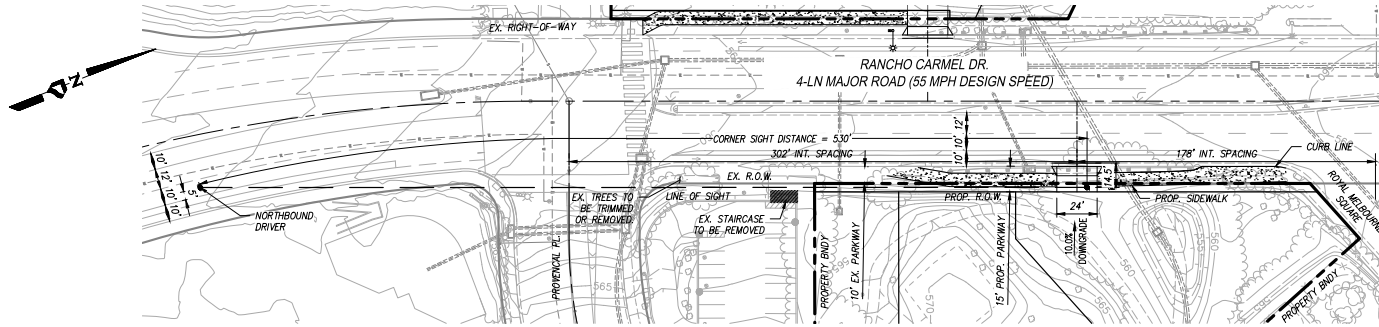 EX. RIGHT-OF-WAY
N
RANCHO CARMEL DR.
4-LN MAJOR ROAD (55 MPH DESIGN SPEED)
CORNER SIGHT DISTANCE = 530'
302' INT. SPACING
178' INT. SPACING
CURB LINE
10' 10' 12'
10'
12'
10' 10'
5'
NORTHBOUND
DRIVER
EX. R.O.W.
LINE OF SIGHT
EX. TREES TO
BE TRIMMED
OR REMOVED
EX. STAIRCASE
TO BE REMOVED
PROP. R.O.W.
14.5'
24'
PROP. SIDEWALK
ROYAL MELBOURNE
SQUARE
PROVENCAL PL.
PROPERTY BNDY
10' EX. PARKWAY
15' PROP. PARKWAY
10.0%
DOWNGRADE
PROPERTY BNDY
565
570
560